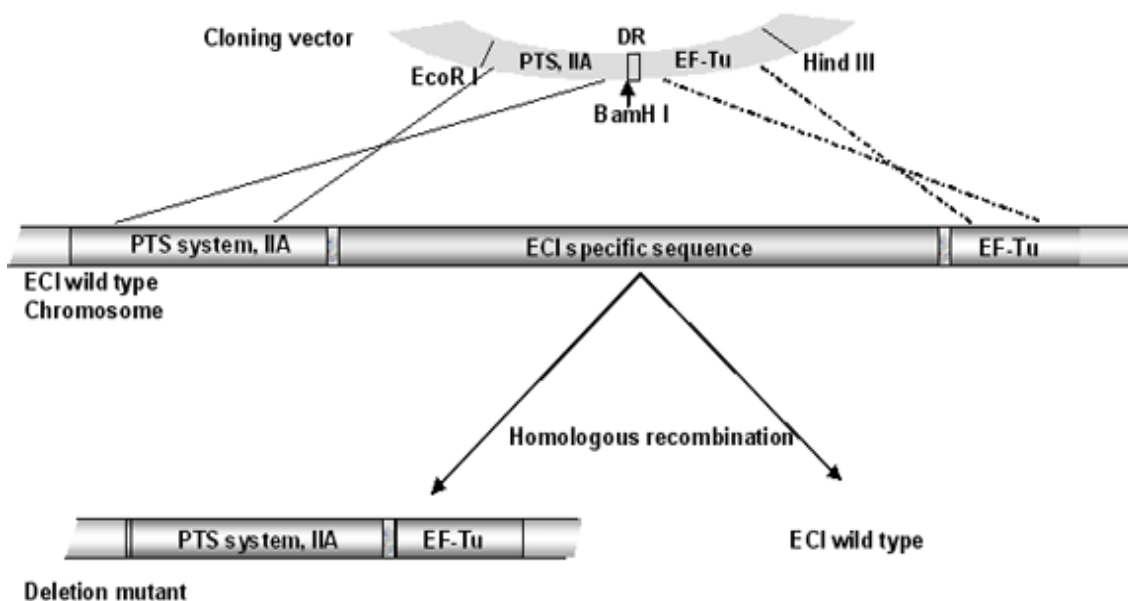 Cloning vector
DR
PTS, IIA
EF-Tu
EcoR I
Hind III
BamH I
PTS system, IIA
ECI specific sequence
EF-Tu
ECI wild type
Chromosome
Homologous recombination
PTS system, IIA
EF-Tu
ECI wild type
Deletion mutant